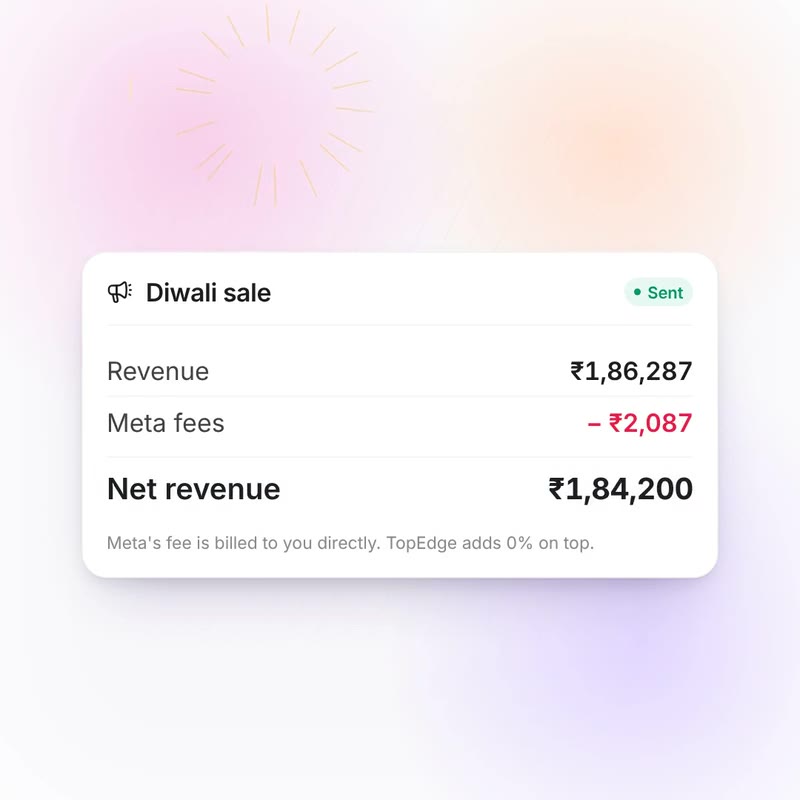 Diwali sale
Sent
Revenue ₹1,86,287
Meta fees – ₹2,087
Net revenue ₹1,84,200
Meta's fee is billed to you directly. TopEdge adds 0% on top.